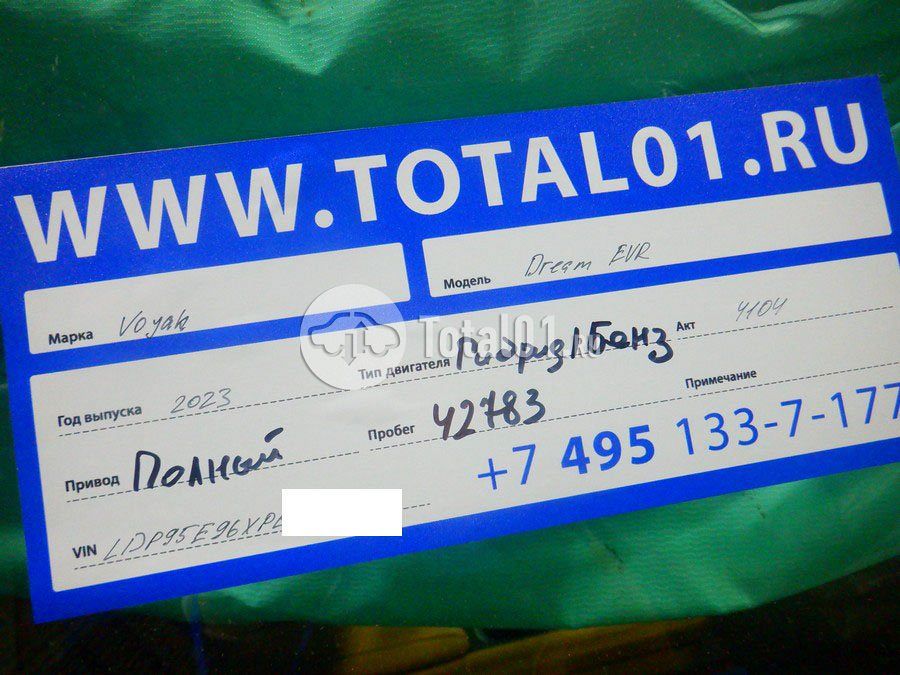 WWW.TOTAL01.RU
Марка Voyah
Модель Dream EVR
Год выпуска 2023
Тип двигателя Гибрид/Бенз
Акт 4104
Привод Полный
Пробег 42783
Примечание
+7 495 133-7-177
VIN LDP95E96XPL
Total01.RU